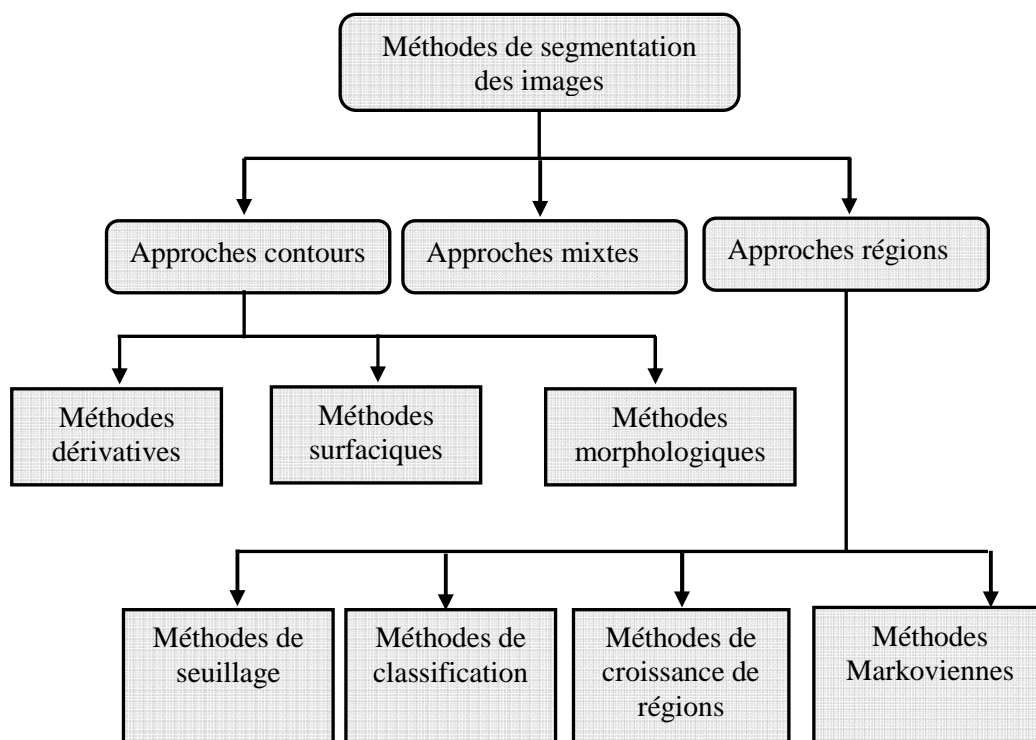 Méthodes de segmentation
des images
Approches contours
Approches mixtes
Approches régions
Méthodes
dérivatives
Méthodes
surfaciques
Méthodes
morphologiques
Méthodes de
seuillage
Méthodes de
classification
Méthodes de
croissance de
régions
Méthodes
Markoviennes